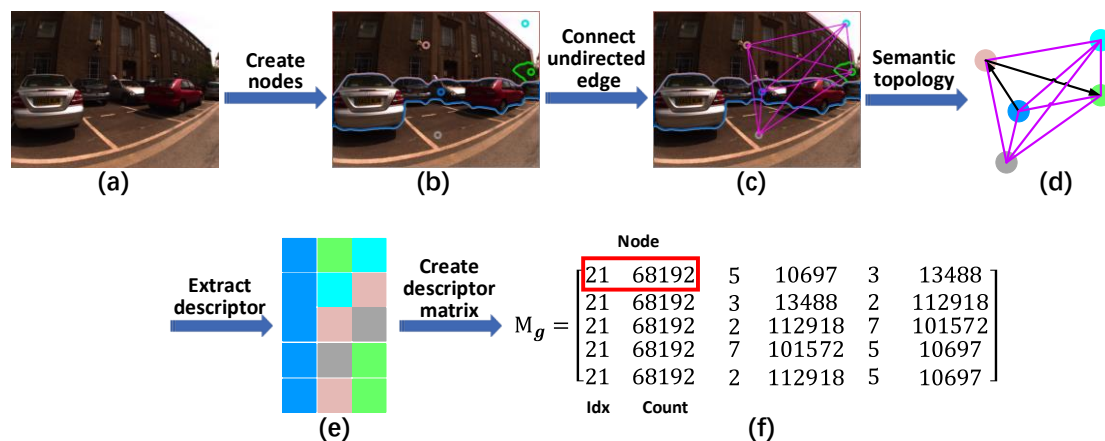 Create
nodes
Connect
undirected
edge
Semantic
topology
(a)
(b)
(c)
(d)
Extract
descriptor
Create
descriptor
matrix
Node
M_g =
21 68192 5 10697 3 13488
21 68192 3 13488 2 112918
21 68192 2 112918 7 101572
21 68192 7 101572 5 10697
21 68192 2 112918 5 10697
Idx Count
(e)
(f)